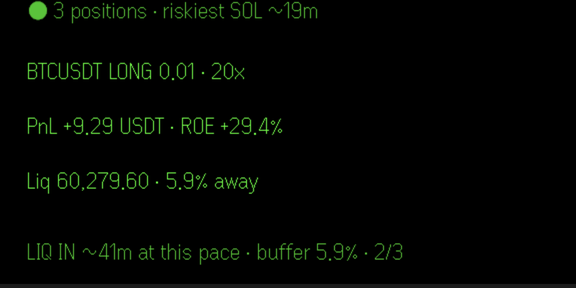 3 positions · riskiest SOL ~19m
BTCUSDT LONG 0.01 · 20x
PnL +9.29 USDT · ROE +29.4%
Liq 60,279.60 · 5.9% away
LIQ IN ~41m at this pace · buffer 5.9% · 2/3